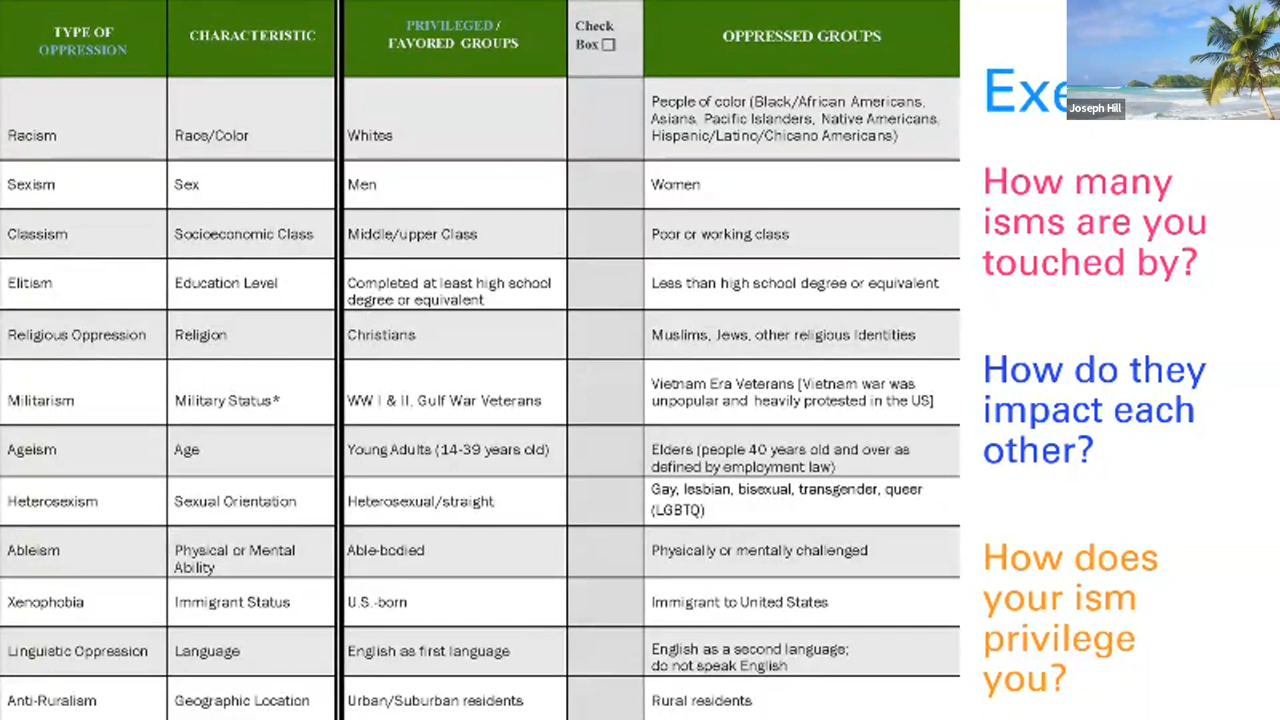 TYPE OF
OPPRESSION
CHARACTERISTIC
PRIVILEGED /
FAVORED GROUPS
Check
Box
OPPRESSED GROUPS
Racism
Race/Color
Whites
People of color (Black/African Americans,
Asians, Pacific Islanders, Native Americans,
Hispanic/Latino/Chicano Americans)
Sexism
Sex
Men
Women
Classism
Socioeconomic Class
Middle/upper Class
Poor or working class
Elitism
Education Level
Completed at least high school
degree or equivalent
Less than high school degree or equivalent
Religious Oppression
Religion
Christians
Muslims, Jews, other religious Identities
Militarism
Military Status*
WW I & II, Gulf War Veterans
Vietnam Era Veterans [Vietnam war was
unpopular and heavily protested in the US]
Ageism
Age
Young Adults (14-39 years old)
Elders (people 40 years old and over as
defined by employment law)
Heterosexism
Sexual Orientation
Heterosexual/straight
Gay, lesbian, bisexual, transgender, queer
(LGBTQ)
Ableism
Physical or Mental
Ability
Able-bodied
Physically or mentally challenged
Xenophobia
Immigrant Status
U.S.-born
Immigrant to United States
Linguistic Oppression
Language
English as first language
English as a second language;
do not speak English
Anti-Ruralism
Geographic Location
Urban/Suburban residents
Rural residents
Joseph Hill
How many
isms are you
touched by?
How do they
impact each
other?
How does
your ism
privilege
you?